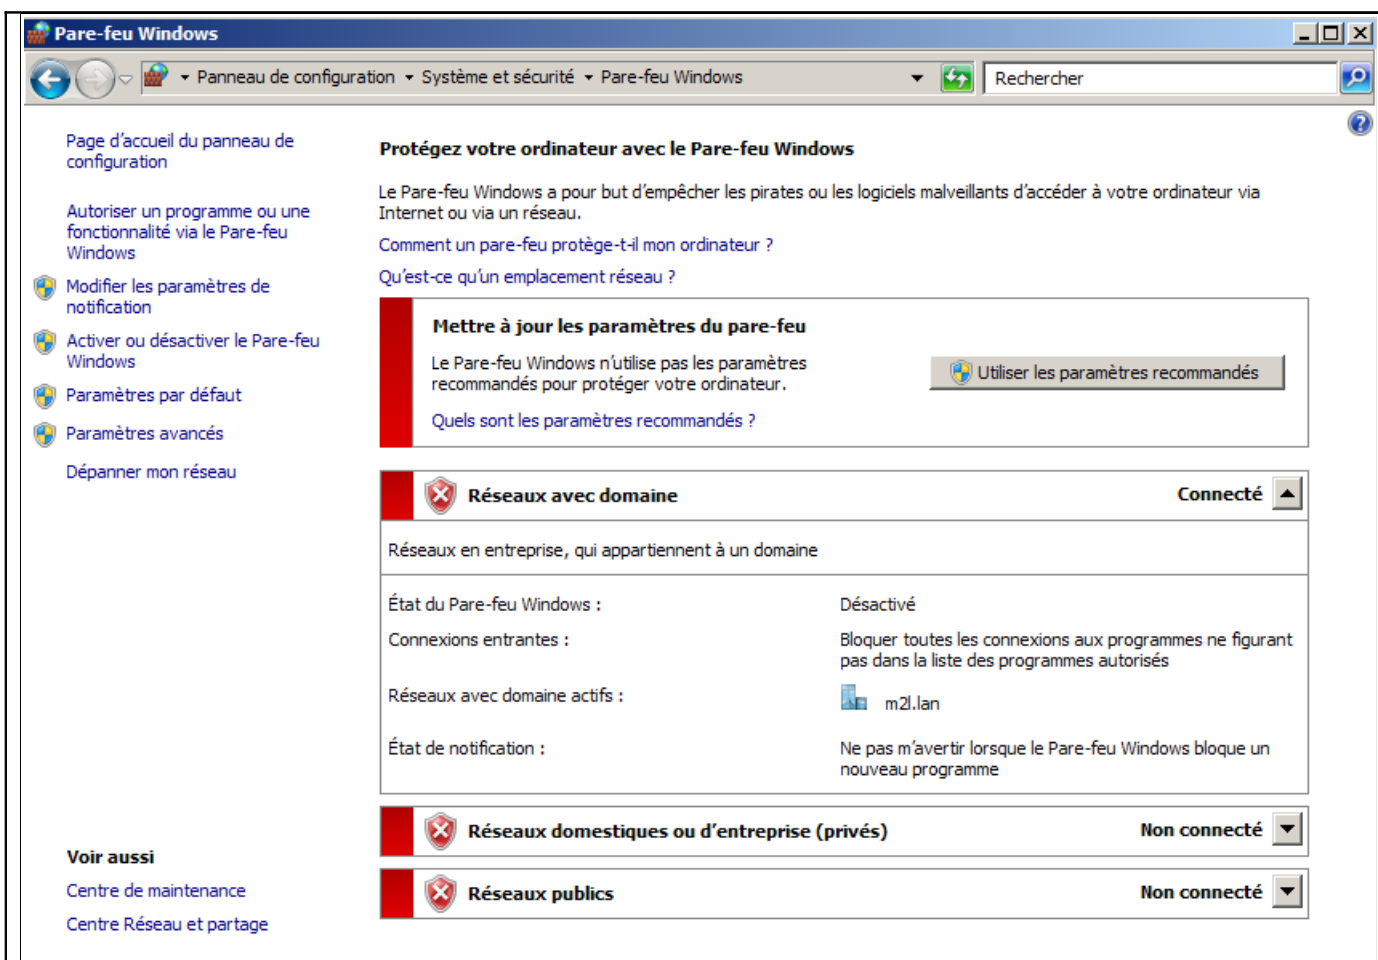 Pare-feu Windows
Panneau de configuration Système et sécurité Pare-feu Windows
Rechercher
Page d'accueil du panneau de
configuration
Autoriser un programme ou une
fonctionnalité via le Pare-feu
Windows
Modifier les paramètres de
notification
Activer ou désactiver le Pare-feu
Windows
Paramètres par défaut
Paramètres avancés
Dépanner mon réseau
Voir aussi
Centre de maintenance
Centre Réseau et partage
Protégez votre ordinateur avec le Pare-feu Windows
Le Pare-feu Windows a pour but d'empêcher les pirates ou les logiciels malveillants d'accéder à votre ordinateur via
Internet ou via un réseau.
Comment un pare-feu protège-t-il mon ordinateur ?
Qu'est-ce qu'un emplacement réseau ?
Mettre à jour les paramètres du pare-feu
Le Pare-feu Windows n'utilise pas les paramètres
recommandés pour protéger votre ordinateur.
Utiliser les paramètres recommandés
Quels sont les paramètres recommandés ?
Réseaux avec domaine Connecté
Réseaux en entreprise, qui appartiennent à un domaine
État du Pare-feu Windows : Désactivé
Connexions entrantes : Bloquer toutes les connexions aux programmes ne figurant
pas dans la liste des programmes autorisés
Réseaux avec domaine actifs : m2l.lan
État de notification : Ne pas m'avertir lorsque le Pare-feu Windows bloque un
nouveau programme
Réseaux domestiques ou d'entreprise (privés) Non connecté
Réseaux publics Non connecté